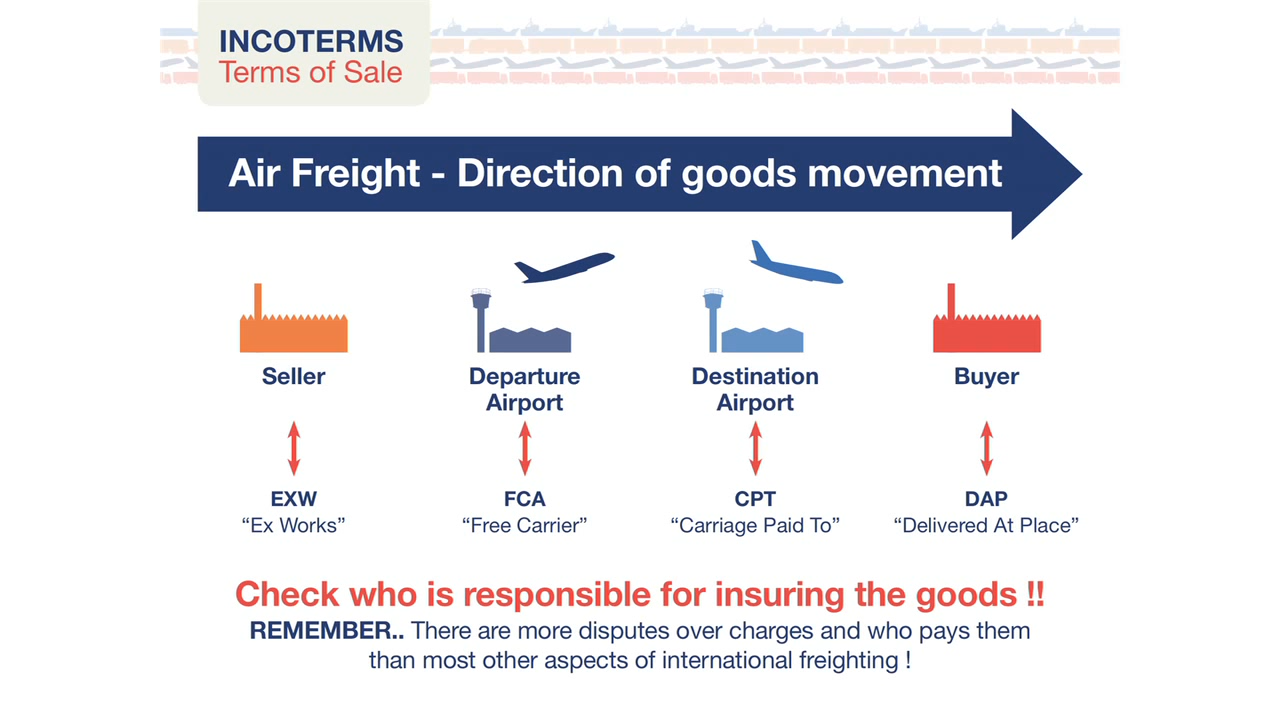 INCOTERMS
Terms of Sale
Air Freight - Direction of goods movement
Seller
Departure
Airport
Destination
Airport
Buyer
EXW
“Ex Works”
FCA
“Free Carrier”
CPT
“Carriage Paid To”
DAP
“Delivered At Place”
Check who is responsible for insuring the goods !!
REMEMBER.. There are more disputes over charges and who pays them
than most other aspects of international freighting !